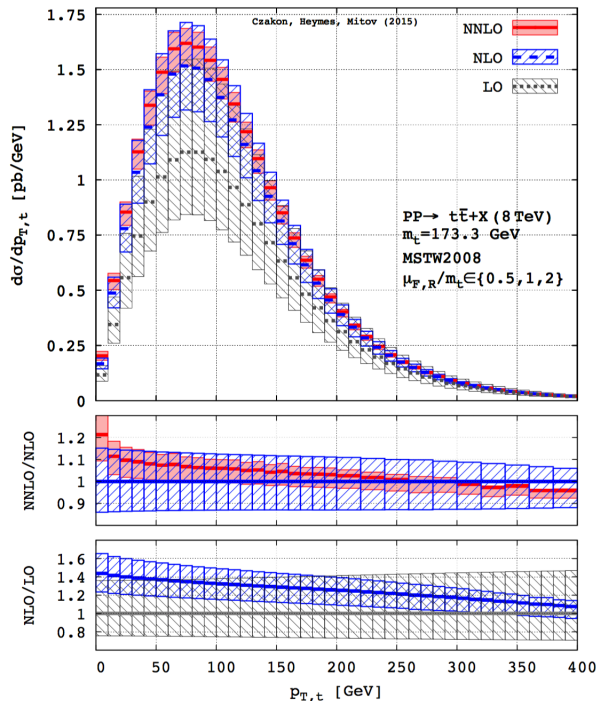 Czakon, Heymes, Mitov (2015)
NNLO
NLO
LO
PP→ tt̄+X (8 TeV)
m_t=173.3 GeV
MSTW2008
μ_F,R/m_t∈{0.5,1,2}
dσ/dp_T,t [pb/GeV]
1.75
1.5
1.25
1
0.75
0.5
0.25
0
NNLO/NLO
1.2
1.1
1
0.9
NLO/LO
1.6
1.4
1.2
1
0.8
0 50 100 150 200 250 300 350 400
p_T,t [GeV]